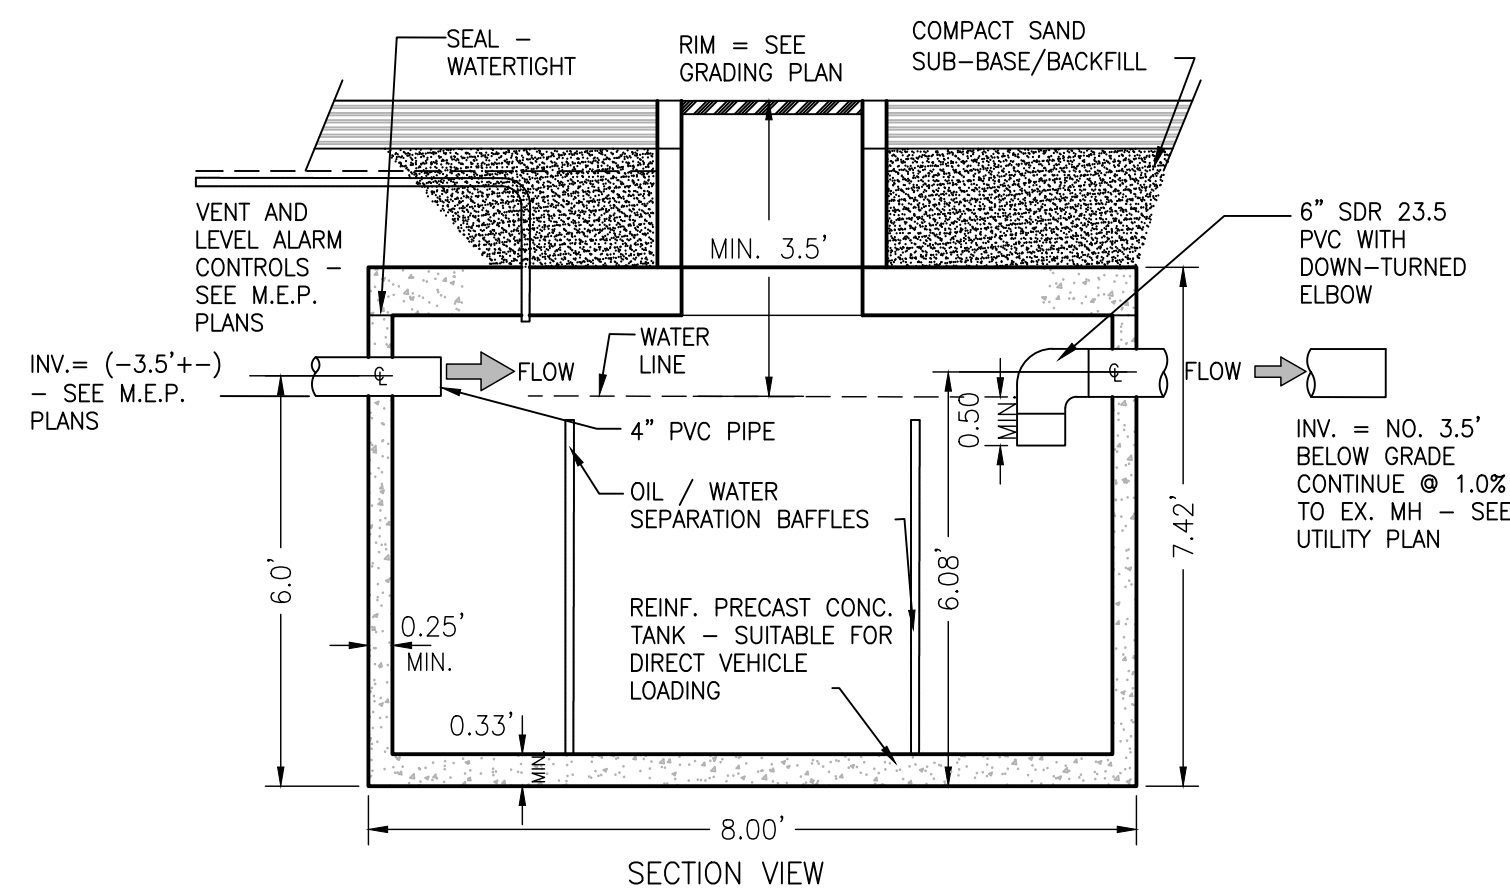 SEAL –
WATERTIGHT
RIM = SEE
GRADING PLAN
COMPACT SAND
SUB–BASE/BACKFILL
VENT AND
LEVEL ALARM
CONTROLS –
SEE M.E.P.
PLANS
MIN. 3.5'
6" SDR 23.5
PVC WITH
DOWN–TURNED
ELBOW
INV.= (–3.5'+–)
– SEE M.E.P.
PLANS
℄
FLOW
WATER
LINE
℄
FLOW
4" PVC PIPE
0.50
MIN.
INV. = NO. 3.5'
BELOW GRADE
CONTINUE @ 1.0%
TO EX. MH – SEE
UTILITY PLAN
OIL / WATER
SEPARATION BAFFLES
6.0'
6.08'
7.42'
0.25'
MIN.
REINF. PRECAST CONC.
TANK – SUITABLE FOR
DIRECT VEHICLE
LOADING
0.33'
MIN.
8.00'
SECTION VIEW